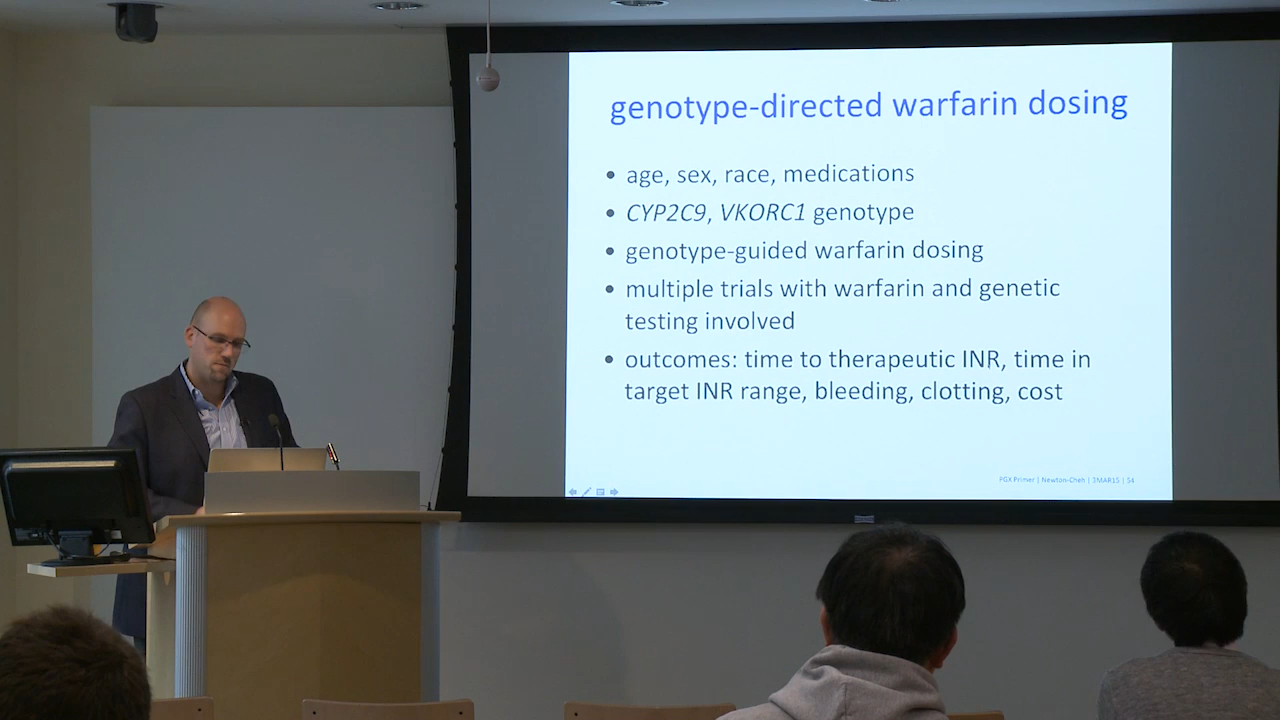 genotype-directed warfarin dosing
• age, sex, race, medications
• CYP2C9, VKORC1 genotype
• genotype-guided warfarin dosing
• multiple trials with warfarin and genetic
testing involved
• outcomes: time to therapeutic INR, time in
target INR range, bleeding, clotting, cost
PGX Primer | Newton-Cheh | 3MAR15 | 54